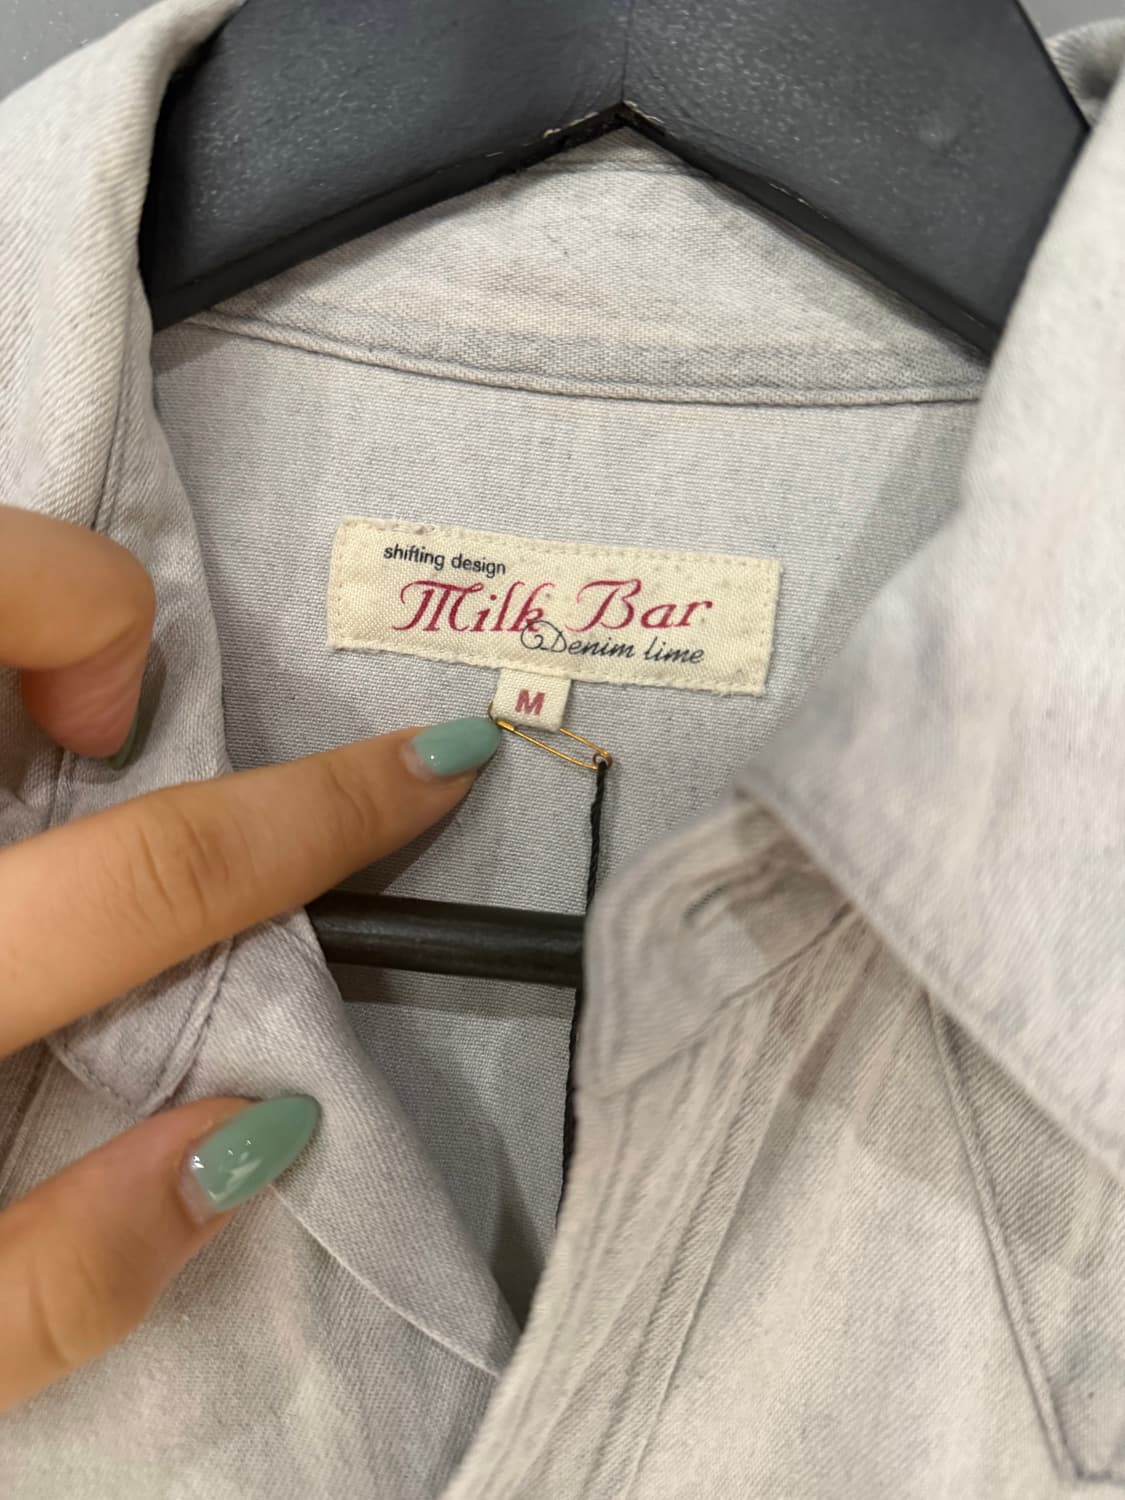 shifting design
Milk Bar
Denim lime
M